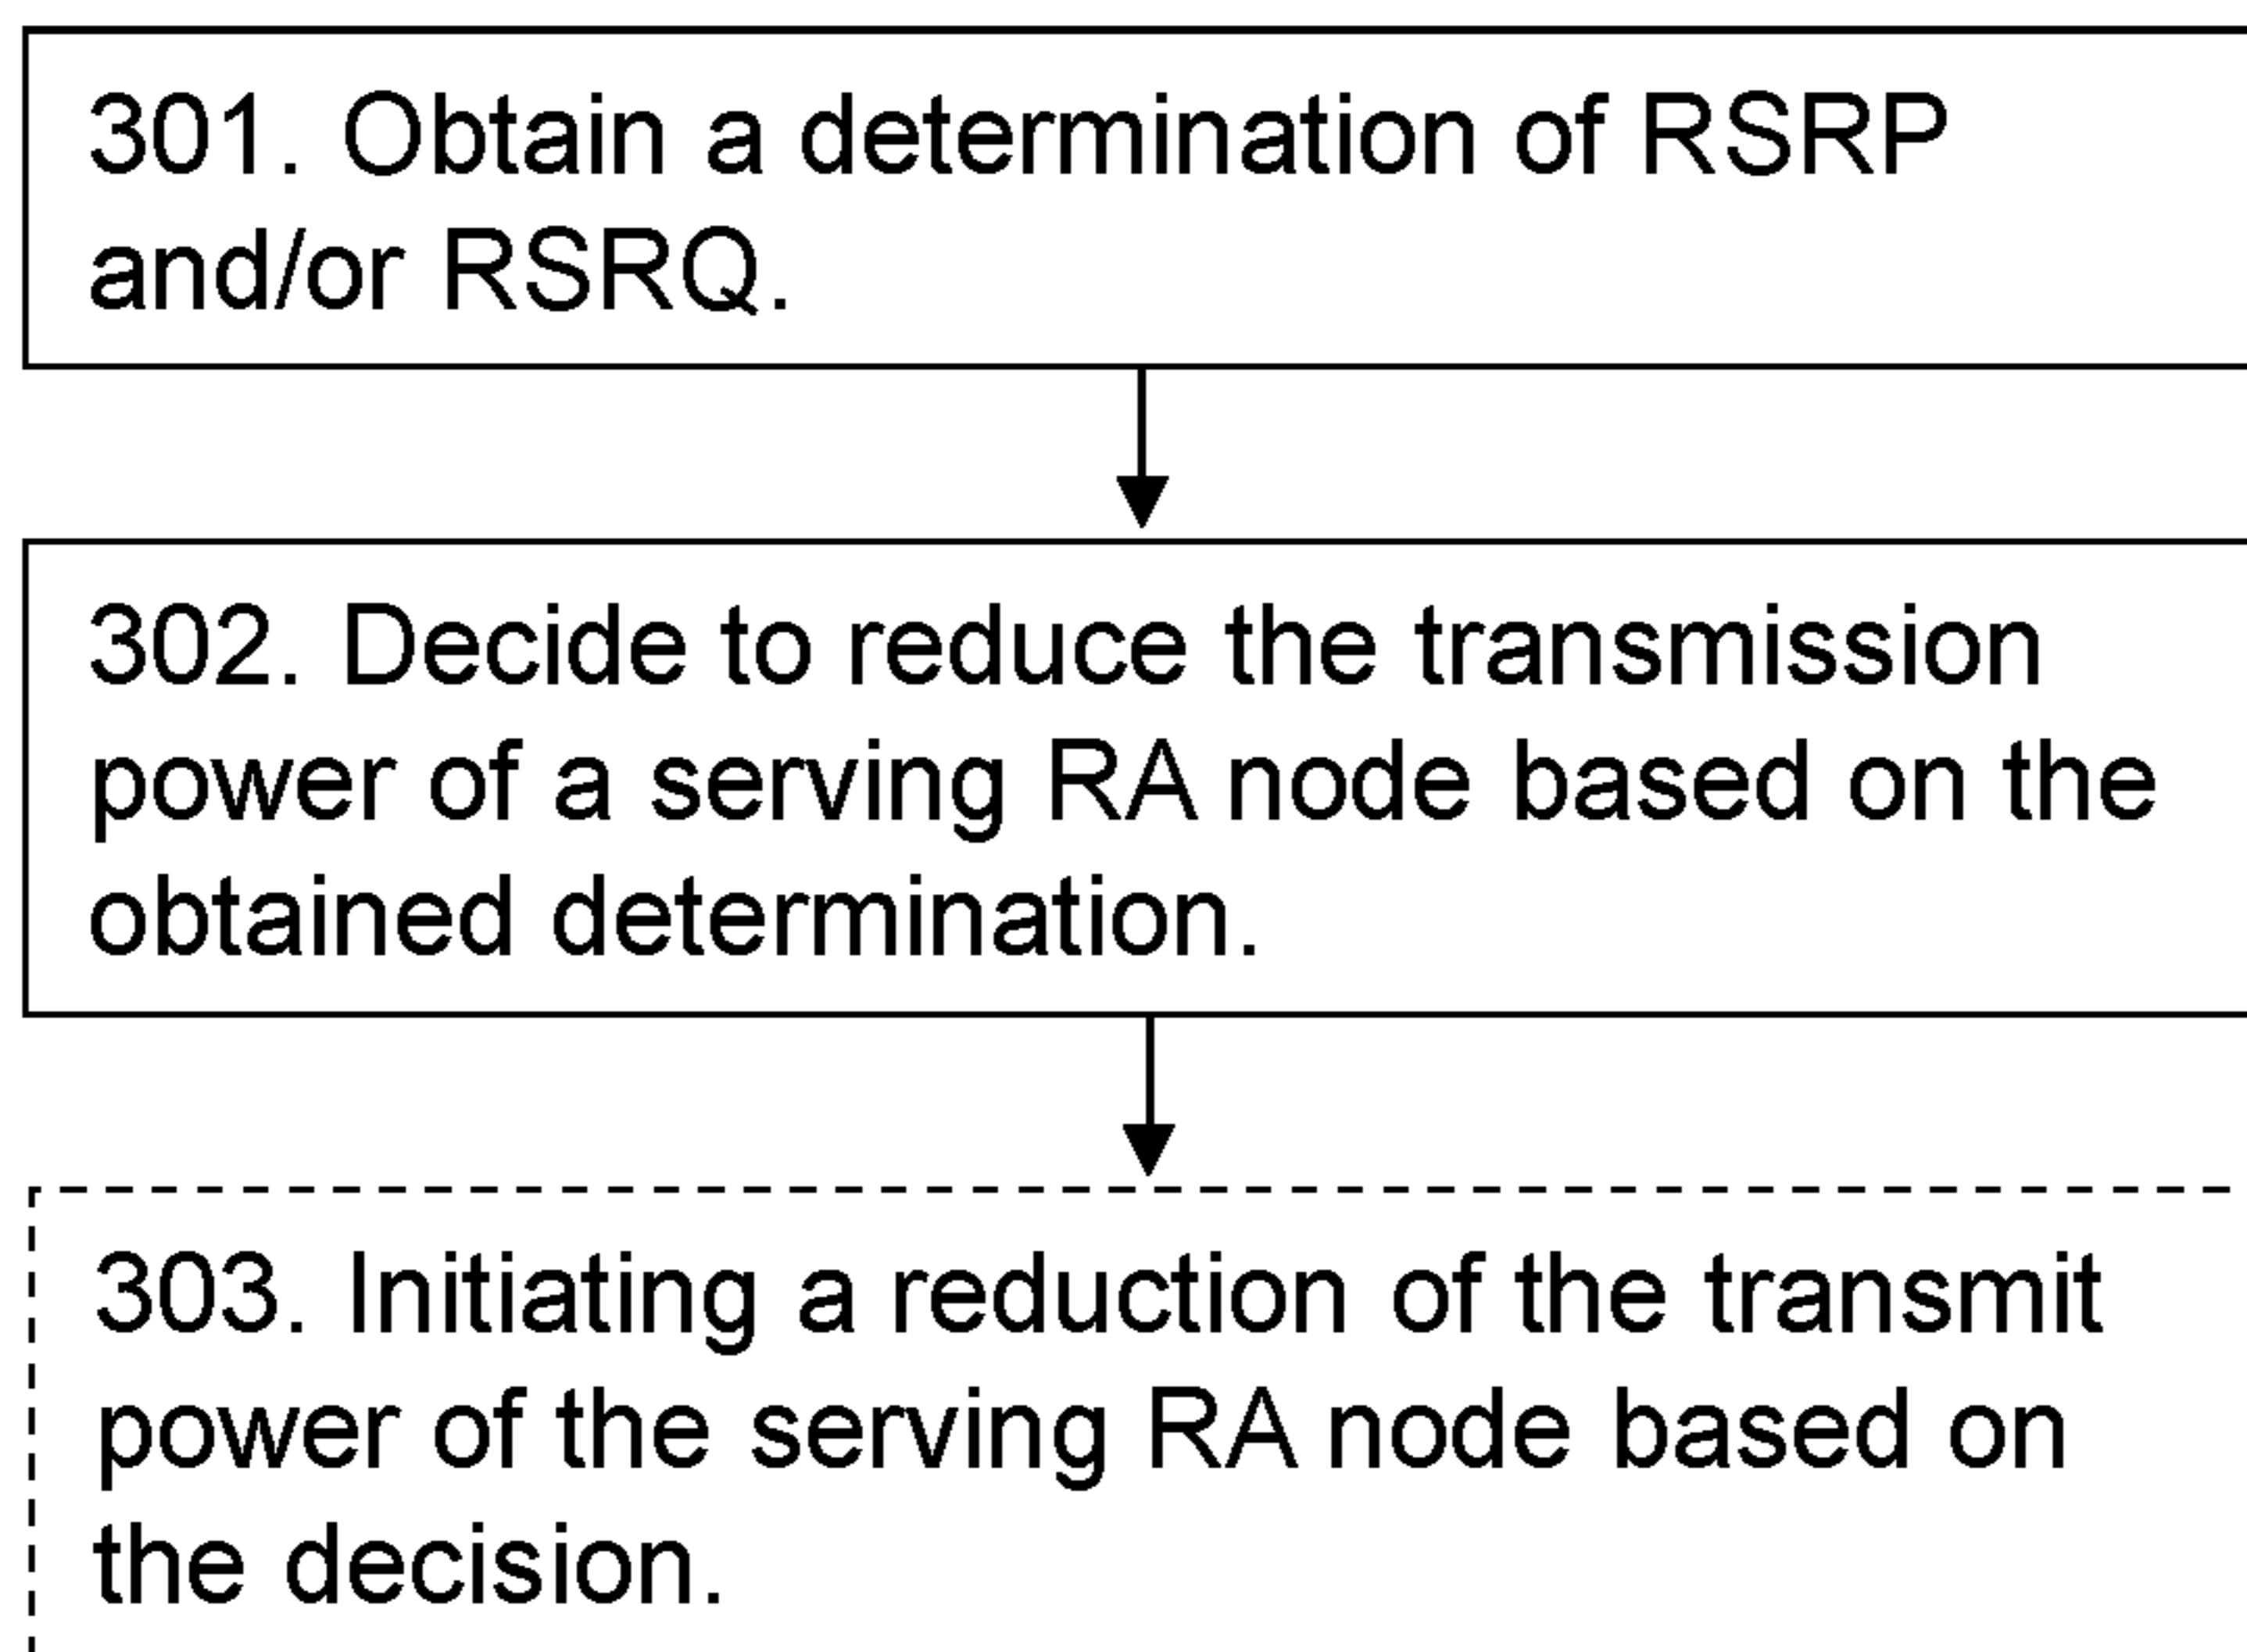 301. Obtain a determination of RSRP
and/or RSRQ.
302. Decide to reduce the transmission
power of a serving RA node based on the
obtained determination.
303. Initiating a reduction of the transmit
power of the serving RA node based on
the decision.